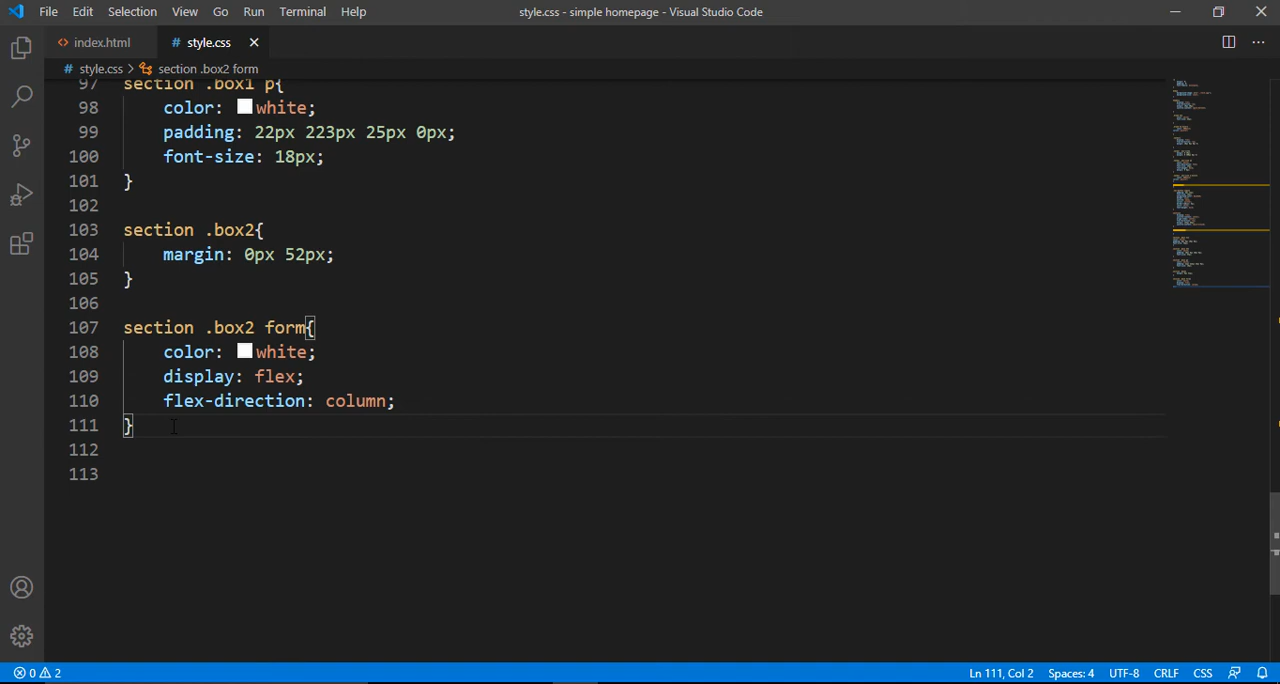 File Edit Selection View Go Run Terminal Help style.css - simple homepage - Visual Studio Code
index.html # style.css
# style.css > section .box2 form
97 section .box1 p{
98 color: white;
99 padding: 22px 223px 25px 0px;
100 font-size: 18px;
101 }
102
103 section .box2{
104 margin: 0px 52px;
105 }
106
107 section .box2 form{
108 color: white;
109 display: flex;
110 flex-direction: column;
111 }
112
113
0 2 Ln 111, Col 2 Spaces: 4 UTF-8 CRLF CSS